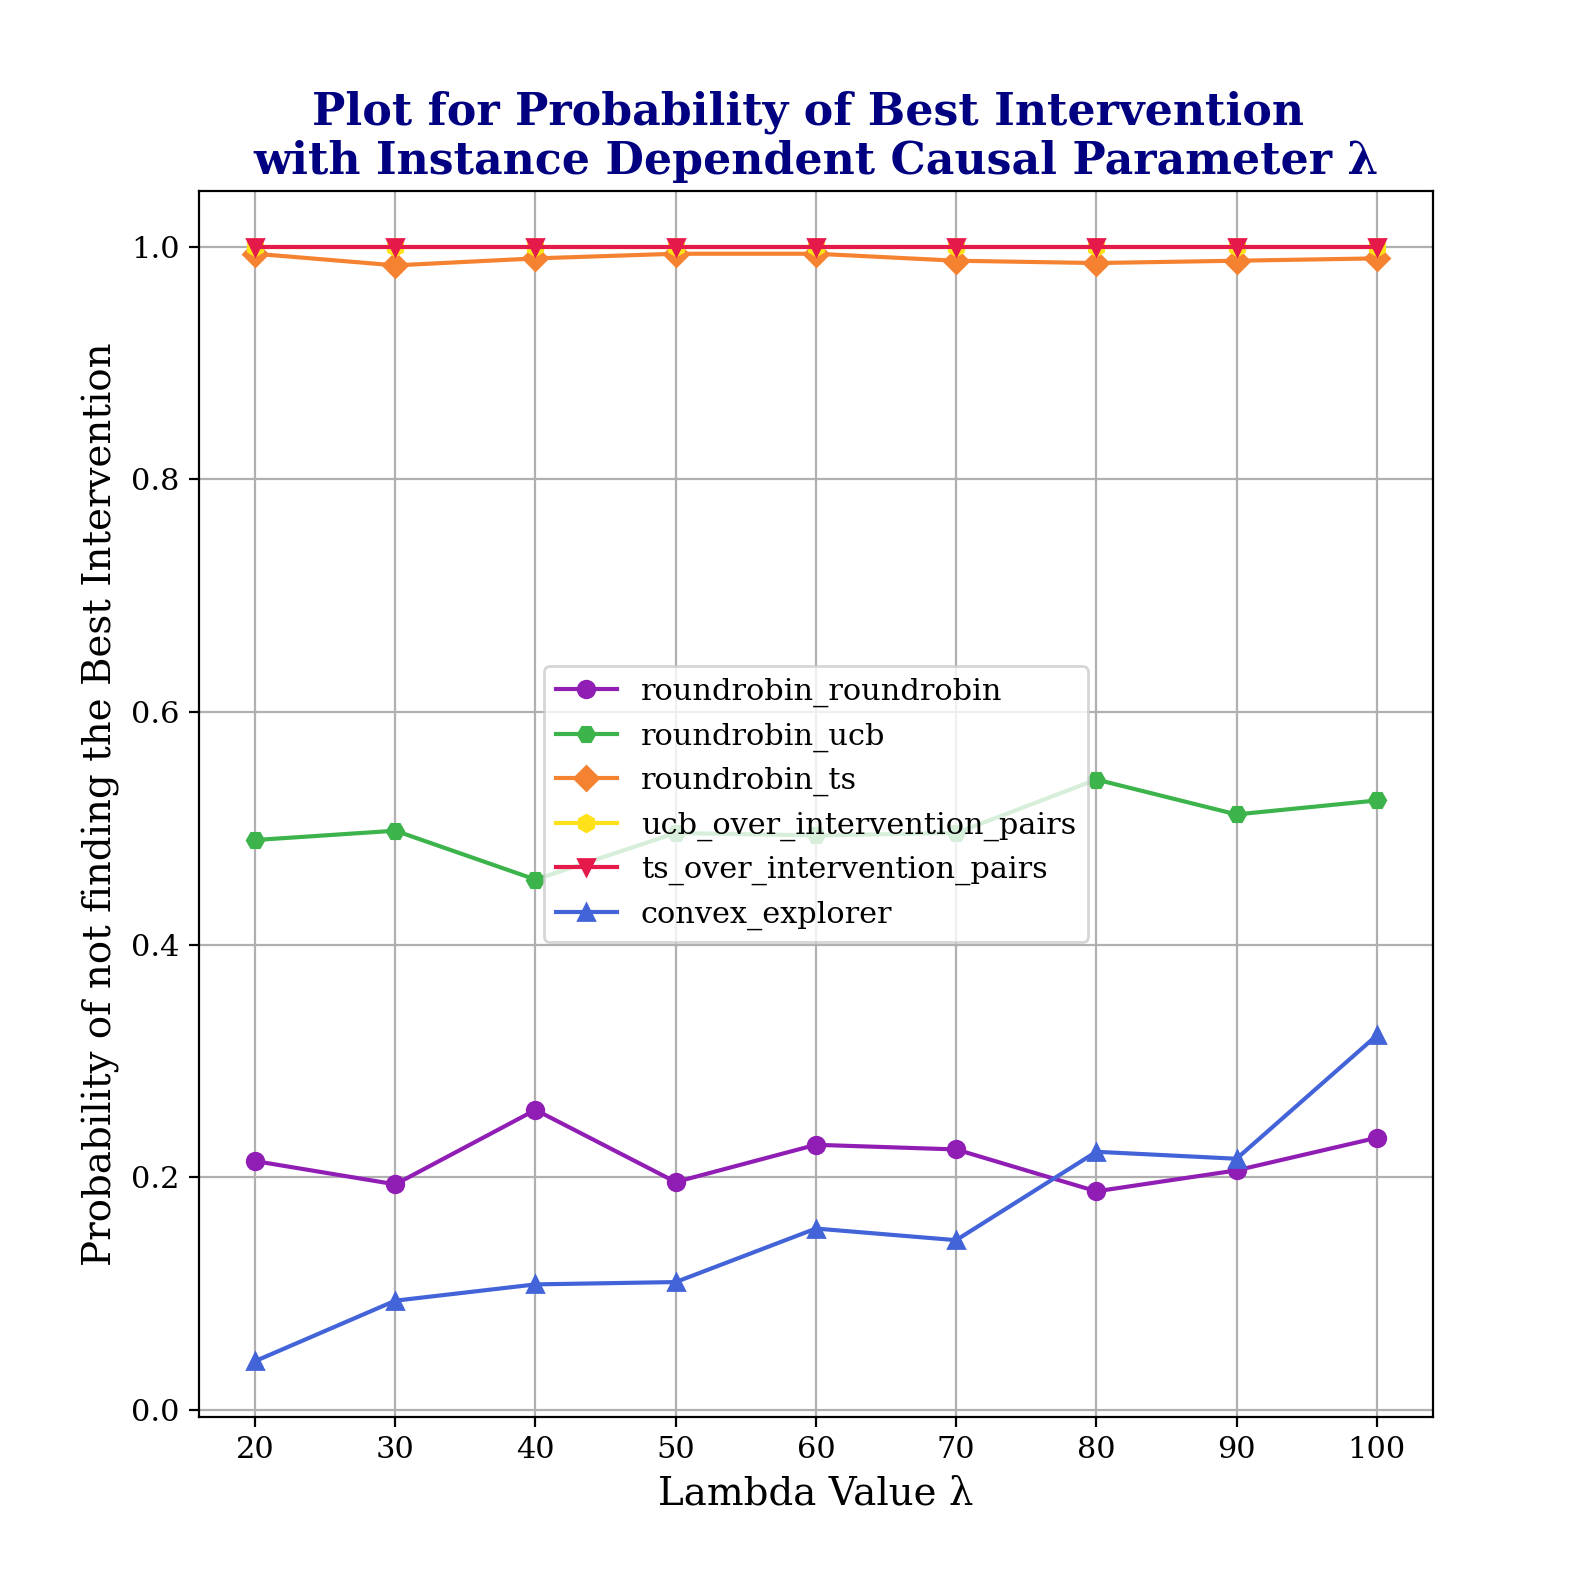 Plot for Probability of Best Intervention
with Instance Dependent Causal Parameter λ
Probability of not finding the Best Intervention
1.0
0.8
0.6
0.4
0.2
0.0
roundrobin_roundrobin
roundrobin_ucb
roundrobin_ts
ucb_over_intervention_pairs
ts_over_intervention_pairs
convex_explorer
20 30 40 50 60 70 80 90 100
Lambda Value λ